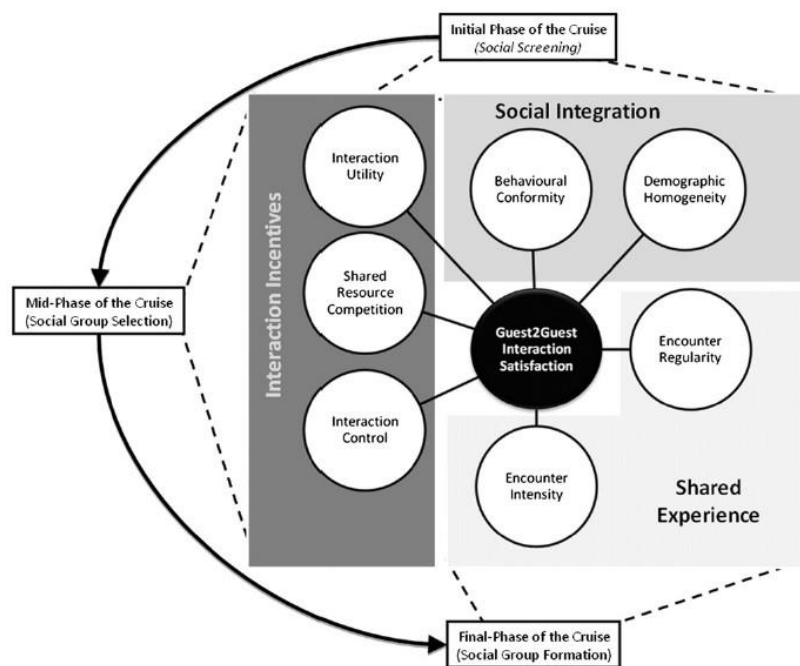 Initial Phase of the Cruise
(Social Screening)
Social Integration
Interaction
Utility
Behavioural
Conformity
Demographic
Homogeneity
Interaction Incentives
Shared
Resource
Competition
Mid-Phase of the Cruise
(Social Group Selection)
Guest2Guest
Interaction
Satisfaction
Encounter
Regularity
Interaction
Control
Encounter
Intensity
Shared
Experience
Final-Phase of the Cruise
(Social Group Formation)